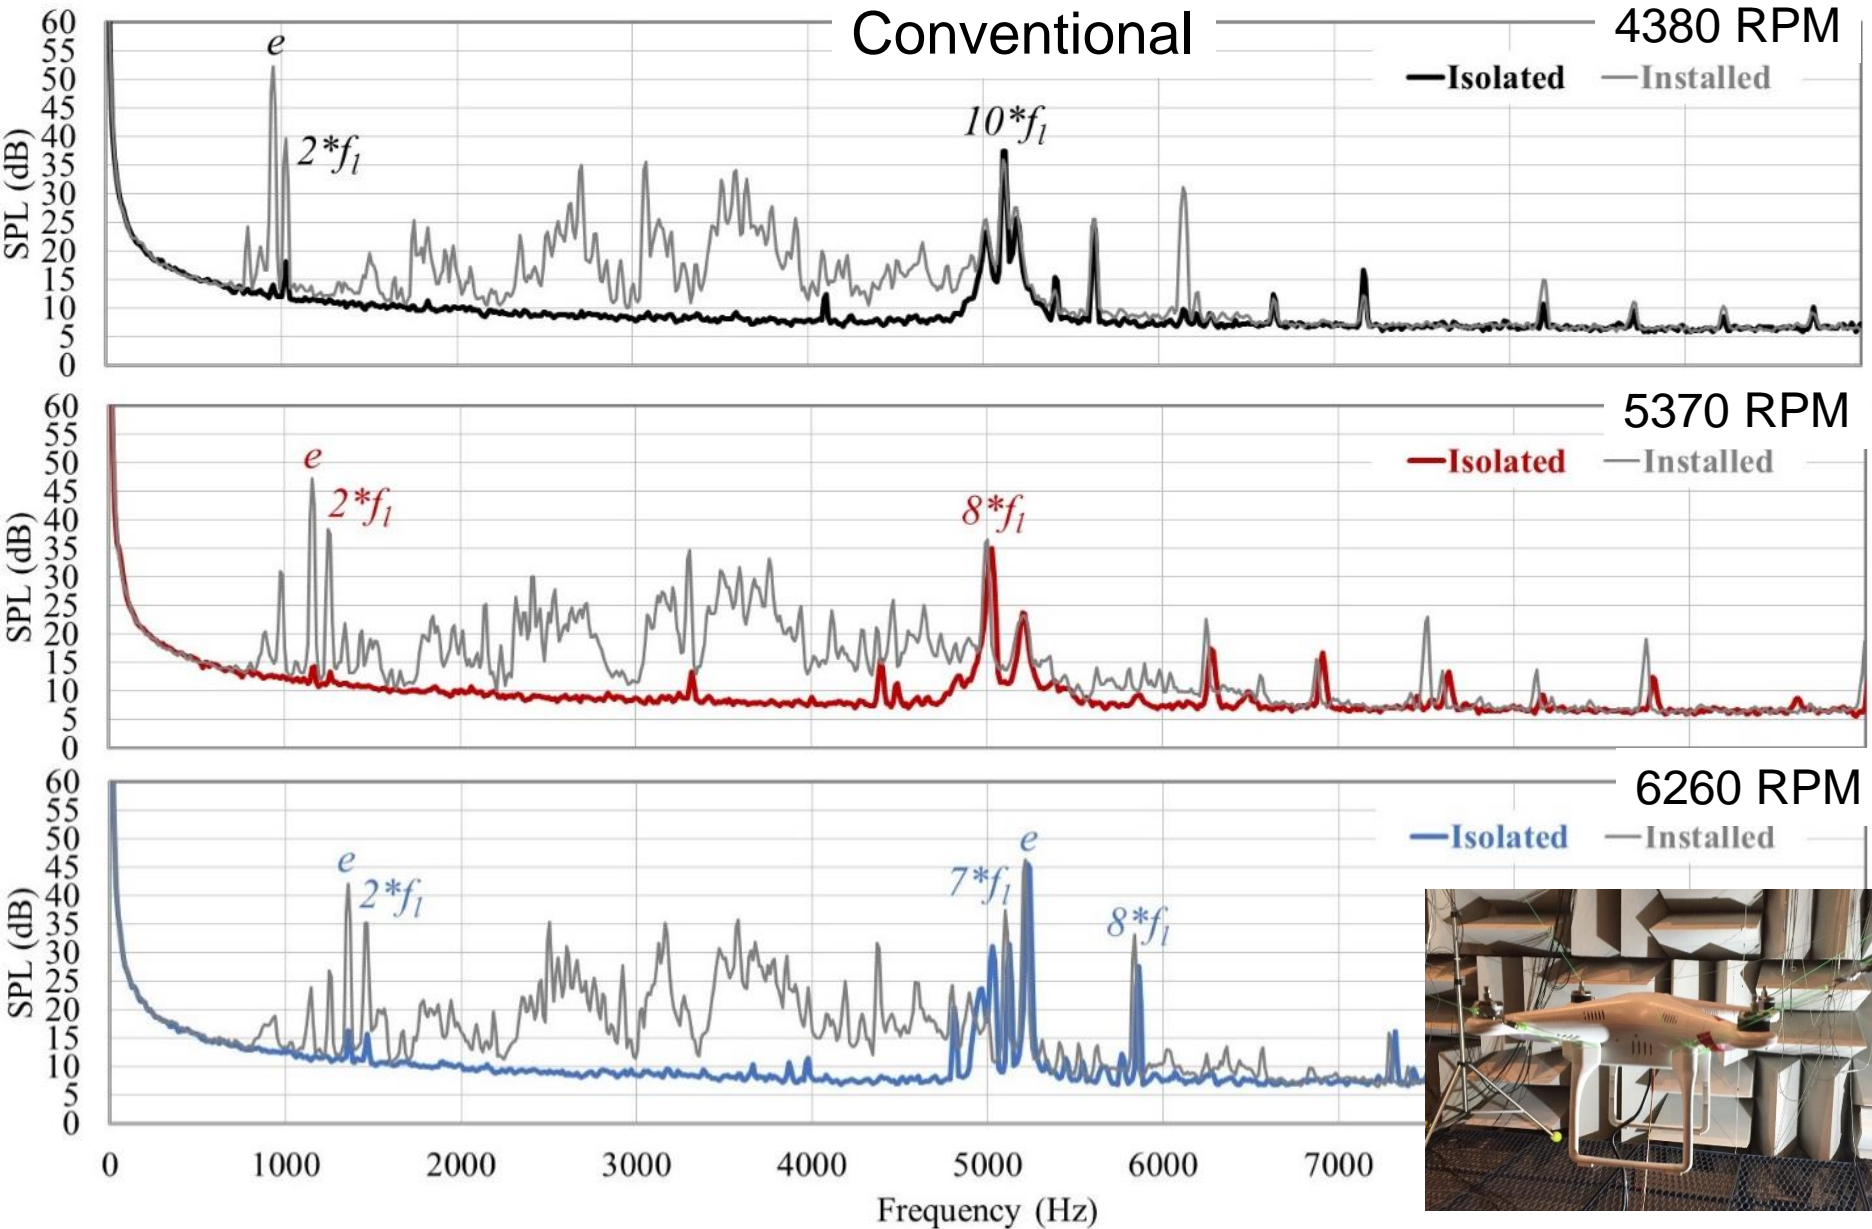 Conventional
4380 RPM
Isolated Installed
e
2*f1
10*f1
SPL (dB)
60
55
50
45
40
35
30
25
20
15
10
5
0
5370 RPM
Isolated Installed
e
2*f1
8*f1
SPL (dB)
60
55
50
45
40
35
30
25
20
15
10
5
0
6260 RPM
Isolated Installed
e
2*f1
7*f1
e
8*f1
SPL (dB)
60
55
50
45
40
35
30
25
20
15
10
5
0
0 1000 2000 3000 4000 5000 6000 7000
Frequency (Hz)